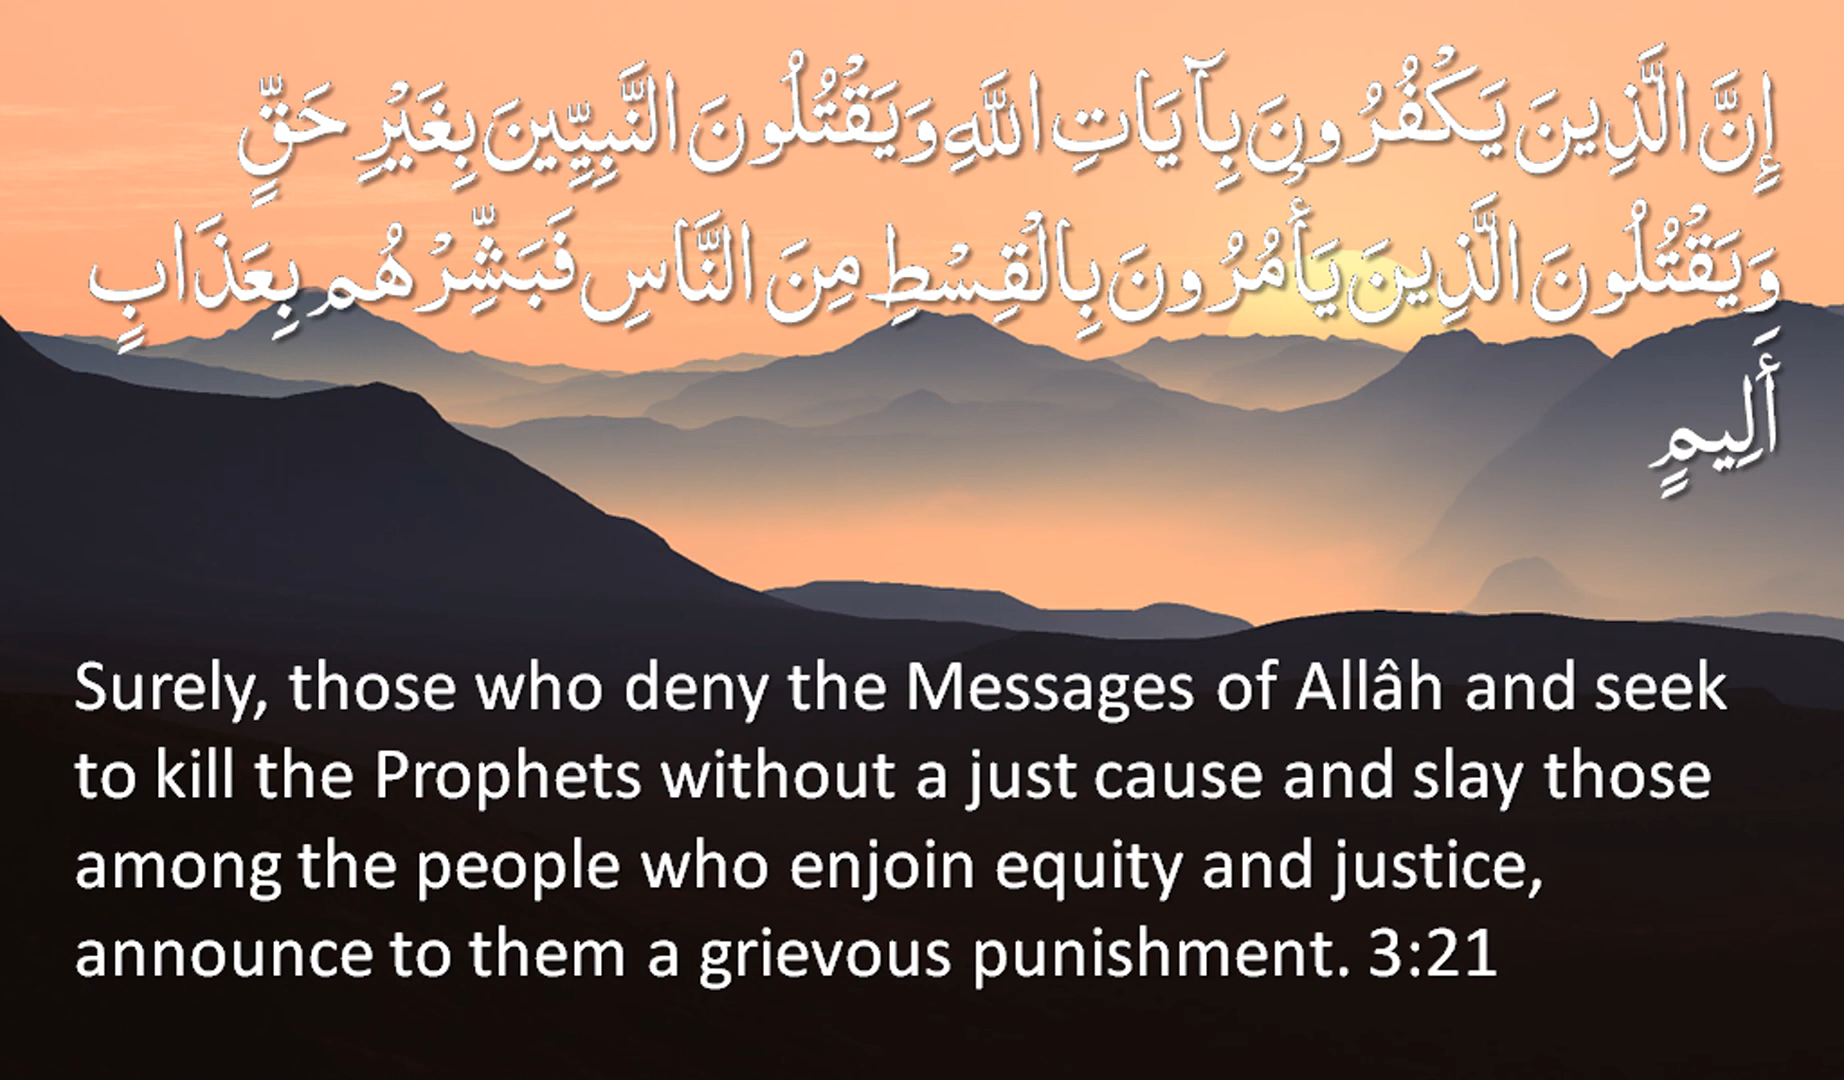 إِنَّ الَّذِينَ يَكْفُرُونَ بِآيَاتِ اللَّهِ وَيَقْتُلُونَ النَّبِيِّينَ بِغَيْرِ حَقٍّ
وَيَقْتُلُونَ الَّذِينَ يَأْمُرُونَ بِالْقِسْطِ مِنَ النَّاسِ فَبَشِّرْهُم بِعَذَابٍ
أَلِيمٍ
Surely, those who deny the Messages of Allâh and seek
to kill the Prophets without a just cause and slay those
among the people who enjoin equity and justice,
announce to them a grievous punishment. 3:21